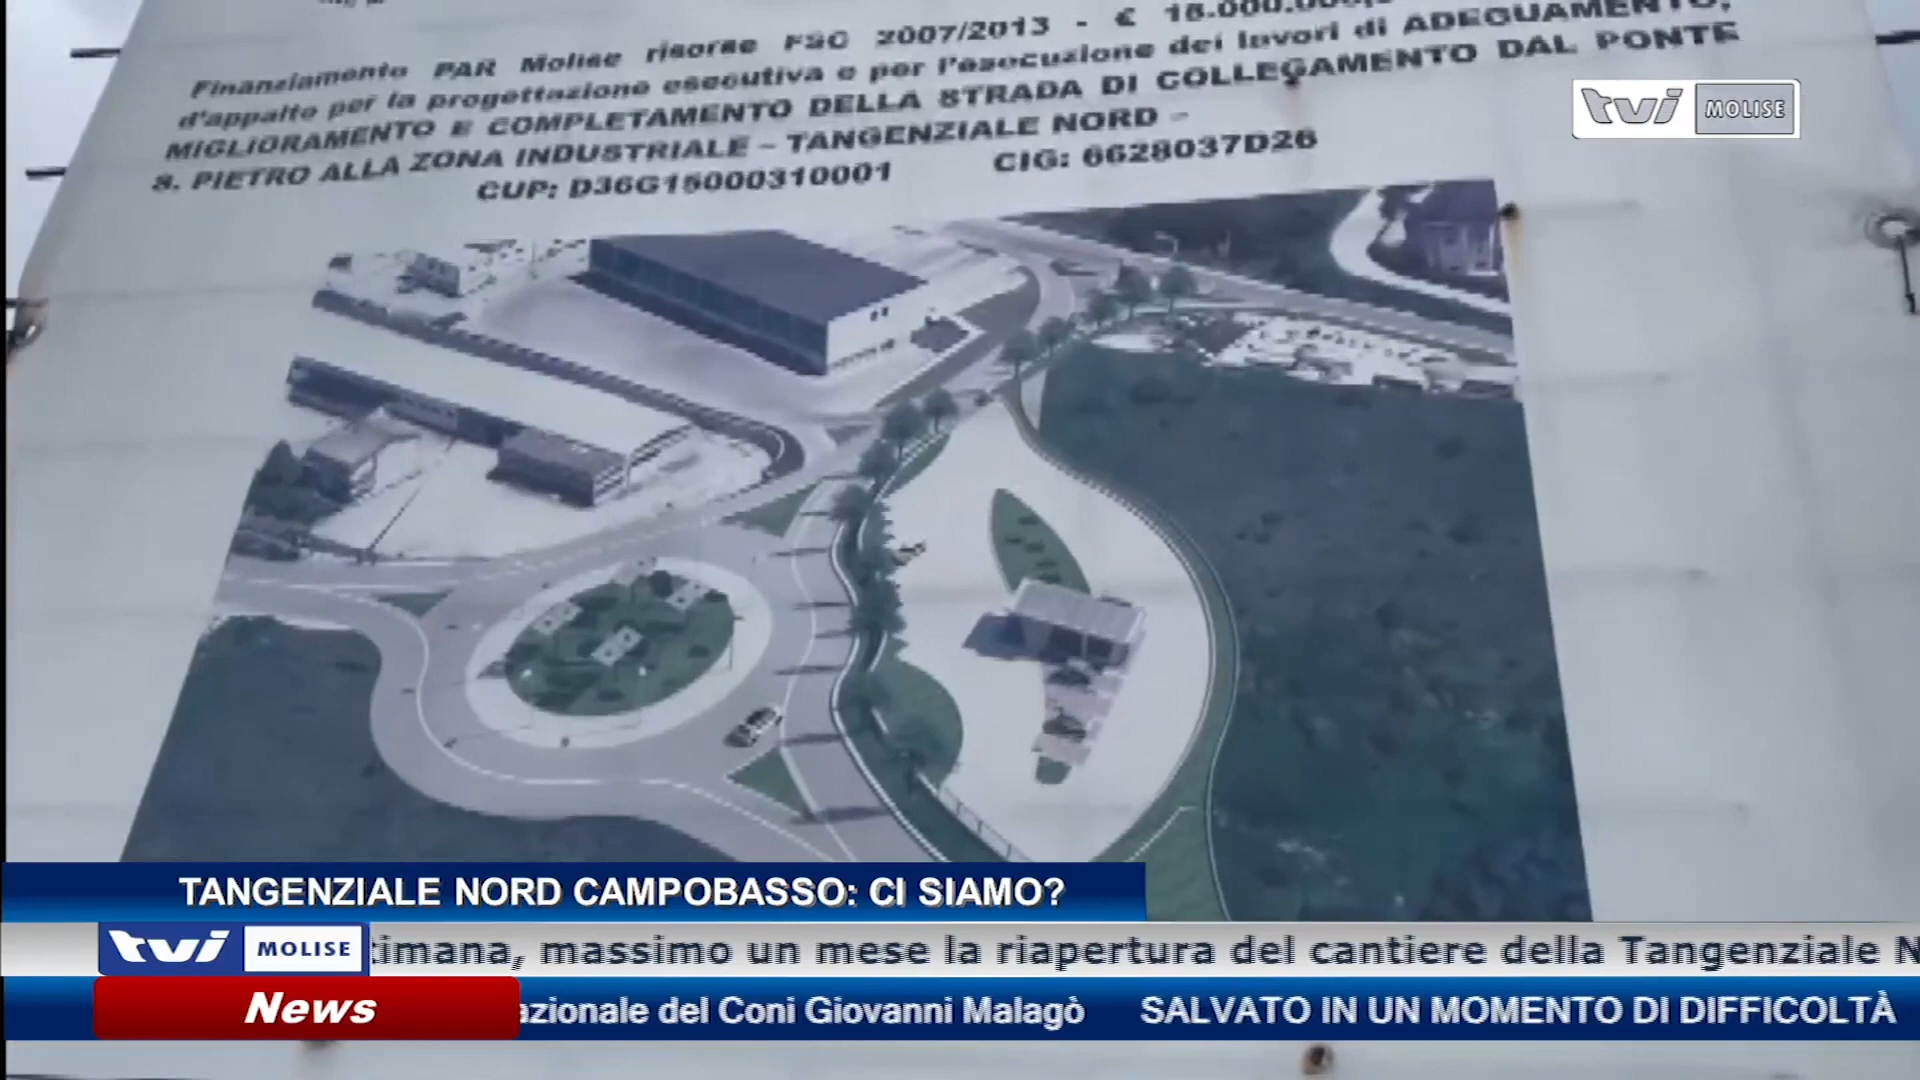 Finanziamento PAR Molise risorse FSC 2007/2013 - €
d'appalto per la progettazione esecutiva e per l'esecuzione dei lavori di ADEGUAMENTO,
MIGLIORAMENTO E COMPLETAMENTO DELLA STRADA DI COLLEGAMENTO DAL PONTE
S. PIETRO ALLA ZONA INDUSTRIALE – TANGENZIALE NORD –
CUP: D36G15000310001 CIG: 6628037D26
tvi MOLISE
TANGENZIALE NORD CAMPOBASSO: CI SIAMO?
tvi MOLISE timana, massimo un mese la riapertura del cantiere della Tangenziale N
News azionale del Coni Giovanni Malagò SALVATO IN UN MOMENTO DI DIFFICOLTÀ